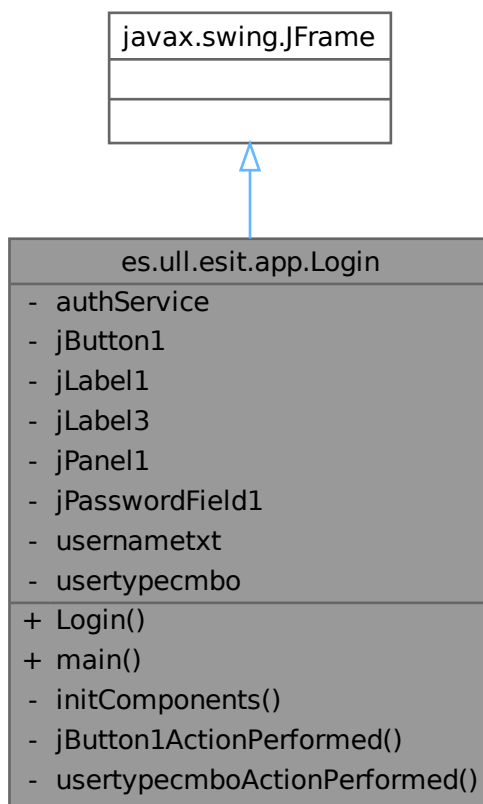 javax.swing.JFrame
es.ull.esit.app.Login
- authService
- jButton1
- jLabel1
- jLabel3
- jPanel1
- jPasswordField1
- usernametxt
- usertypecmbo
+ Login()
+ main()
- initComponents()
- jButton1ActionPerformed()
- usertypecmboActionPerformed()